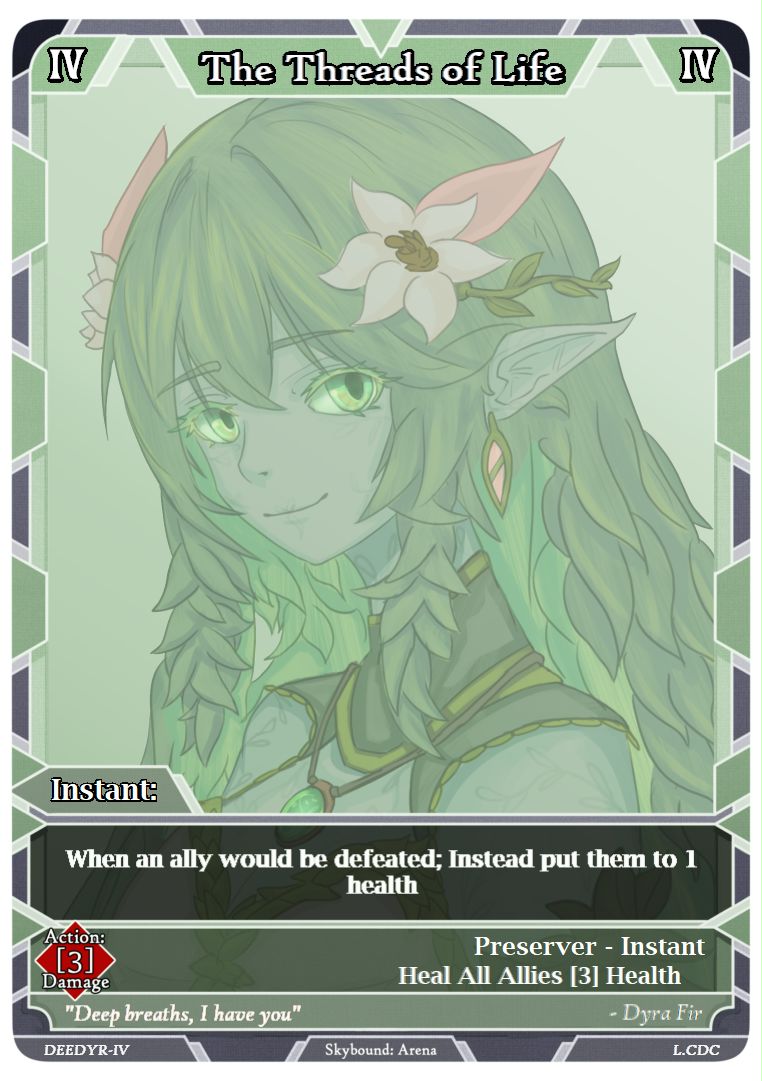 IV The Threads of Life IV
Instant:
When an ally would be defeated; Instead put them to 1
health
Action:
[3]
Damage
Preserver - Instant
Heal All Allies [3] Health
"Deep breaths, I have you" - Dyra Fir
DEEDYR-IV Skybound: Arena L.CDC